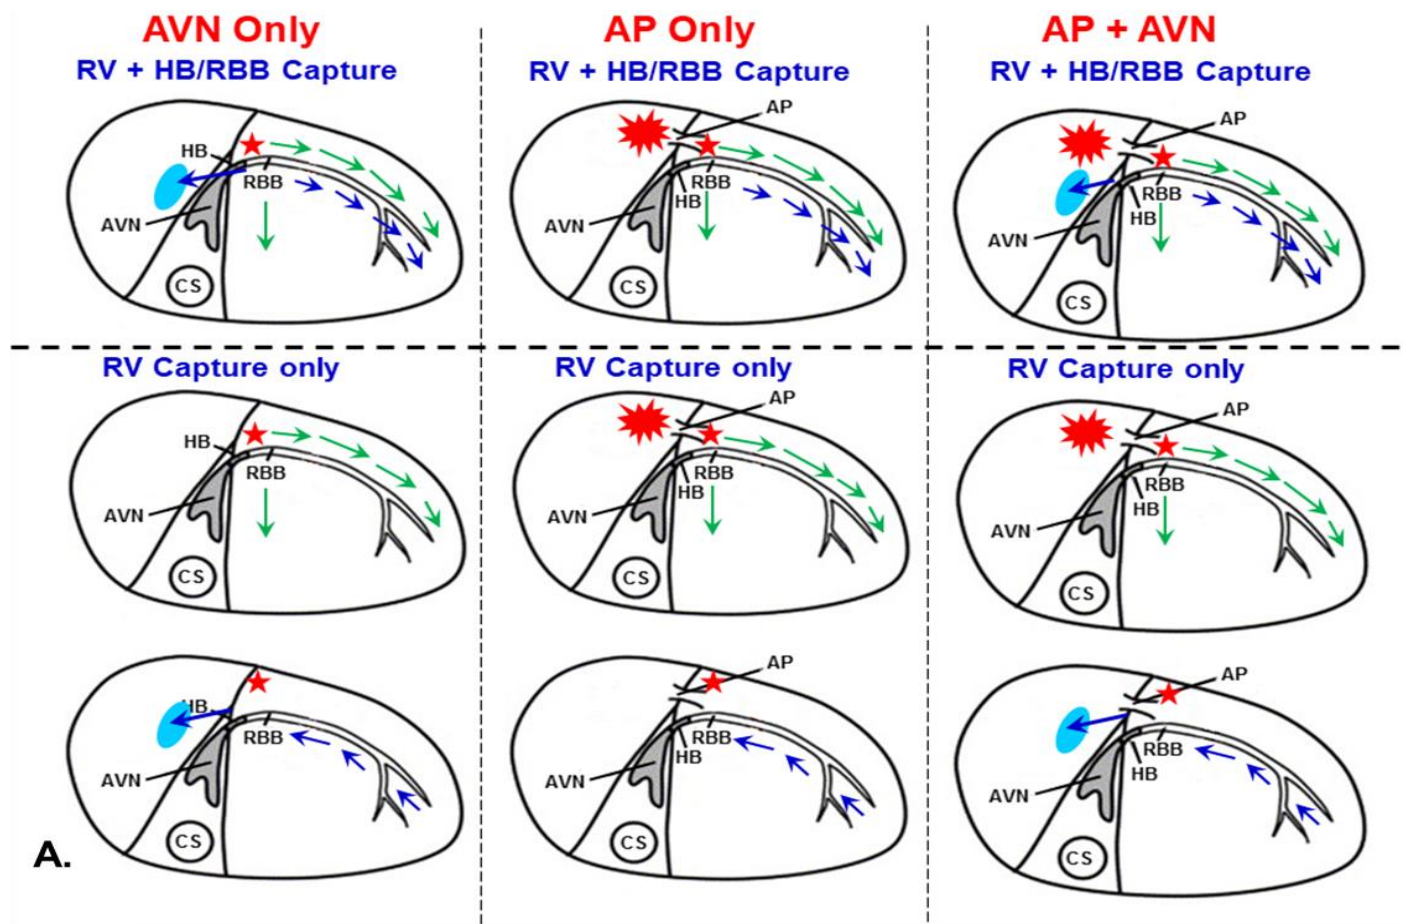 AVN Only
AP Only
AP + AVN
RV + HB/RBB Capture
RV + HB/RBB Capture
RV + HB/RBB Capture
HB
RBB
AVN
CS
AP
RBB
HB
AVN
CS
AP
RBB
HB
AVN
CS
RV Capture only
RV Capture only
RV Capture only
HB
RBB
AVN
CS
AP
RBB
HB
AVN
CS
AP
RBB
HB
AVN
CS
HB
RBB
AVN
CS
AP
RBB
HB
AVN
CS
AP
RBB
HB
AVN
CS
A.